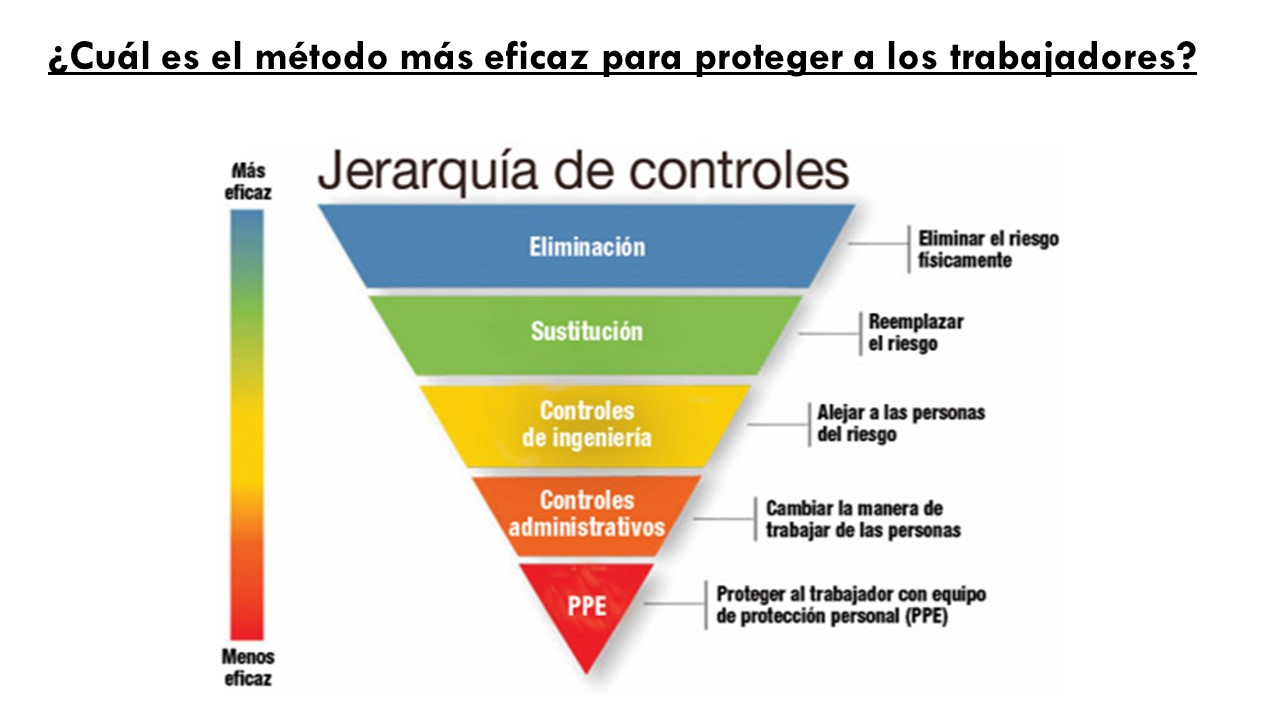 ¿Cuál es el método más eficaz para proteger a los trabajadores?
Jerarquía de controles
Más
eficaz
Eliminación
Eliminar el riesgo
físicamente
Sustitución
Reemplazar
el riesgo
Controles
de ingeniería
Alejar a las personas
del riesgo
Controles
administrativos
Cambiar la manera de
trabajar de las personas
PPE
Proteger al trabajador con equipo
de protección personal (PPE)
Menos
eficaz